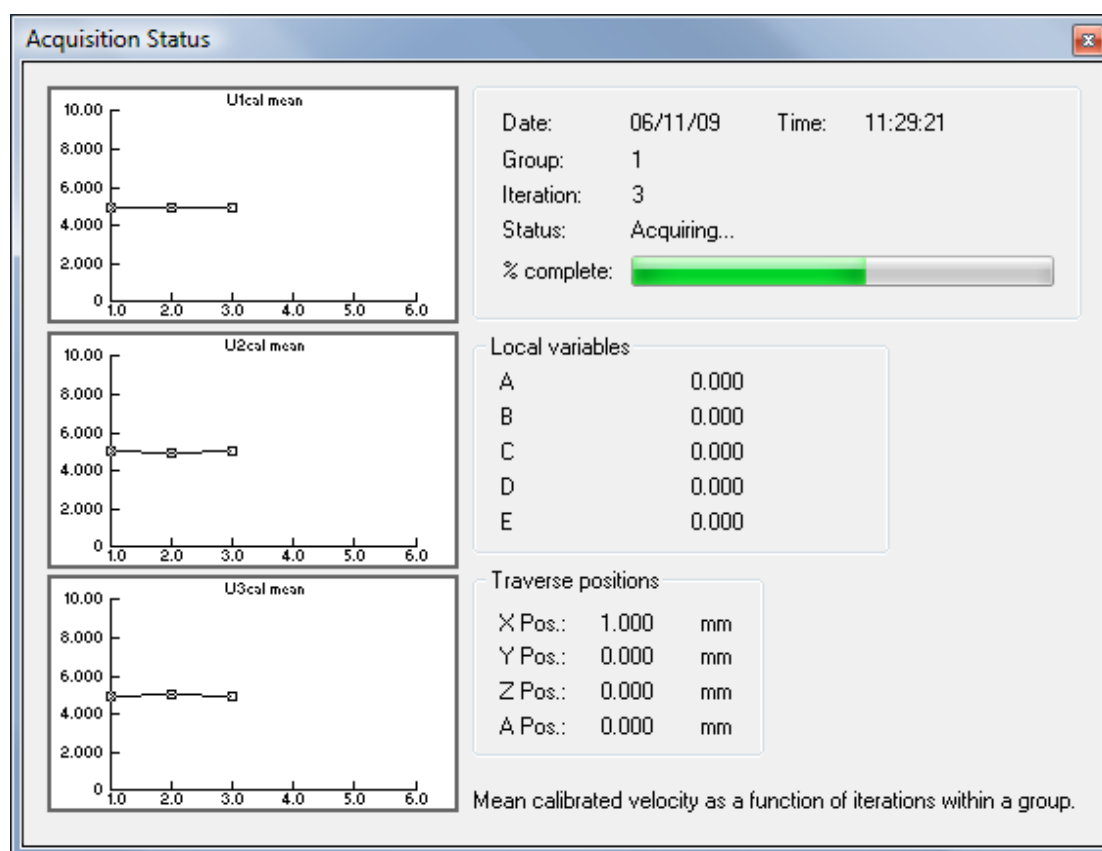 Acquisition Status
U1cal mean
10.00
8.000
6.000
4.000
2.000
0
1.0 2.0 3.0 4.0 5.0 6.0
U2cal mean
10.00
8.000
6.000
4.000
2.000
0
1.0 2.0 3.0 4.0 5.0 6.0
U3cal mean
10.00
8.000
6.000
4.000
2.000
0
1.0 2.0 3.0 4.0 5.0 6.0
Date: 06/11/09 Time: 11:29:21
Group: 1
Iteration: 3
Status: Acquiring...
% complete:
Local variables
A 0.000
B 0.000
C 0.000
D 0.000
E 0.000
Traverse positions
X Pos.: 1.000 mm
Y Pos.: 0.000 mm
Z Pos.: 0.000 mm
A Pos.: 0.000 mm
Mean calibrated velocity as a function of iterations within a group.